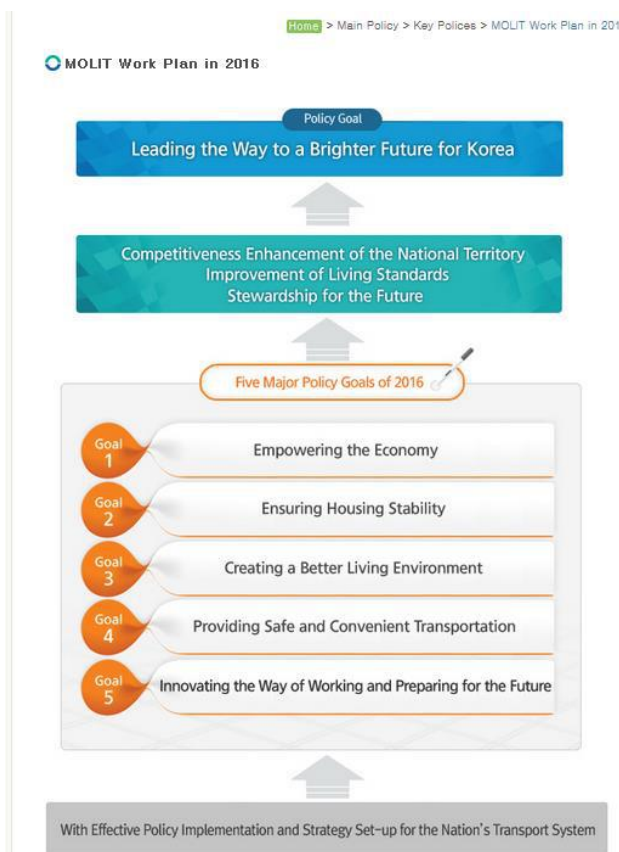 Home > Main Policy > Key Polices > MOLIT Work Plan in 201
MOLIT Work Plan in 2016
Policy Goal
Leading the Way to a Brighter Future for Korea
Competitiveness Enhancement of the National Territory
Improvement of Living Standards
Stewardship for the Future
Five Major Policy Goals of 2016
Goal
1
Empowering the Economy
Goal
2
Ensuring Housing Stability
Goal
3
Creating a Better Living Environment
Goal
4
Providing Safe and Convenient Transportation
Goal
5
Innovating the Way of Working and Preparing for the Future
With Effective Policy Implementation and Strategy Set-up for the Nation's Transport System